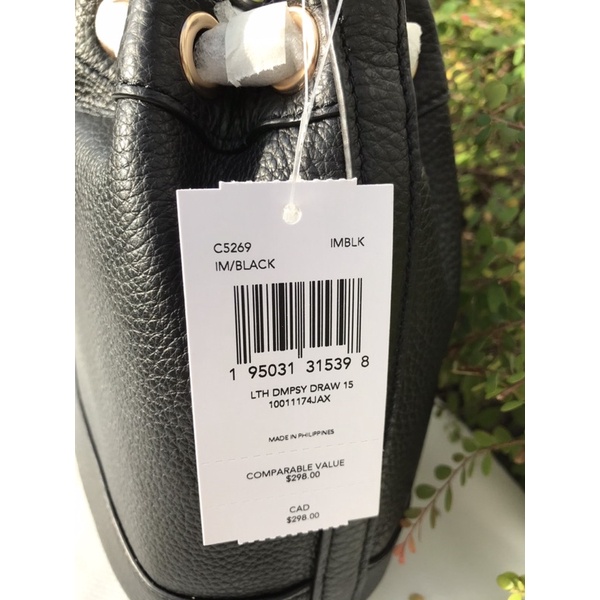 C5269 IMBLK
IM/BLACK
1 95031 31539 8
LTH DMPSY DRAW 15
10011174JAX
MADE IN PHILIPPINES
COMPARABLE VALUE
$298.00
CAD
$298.00